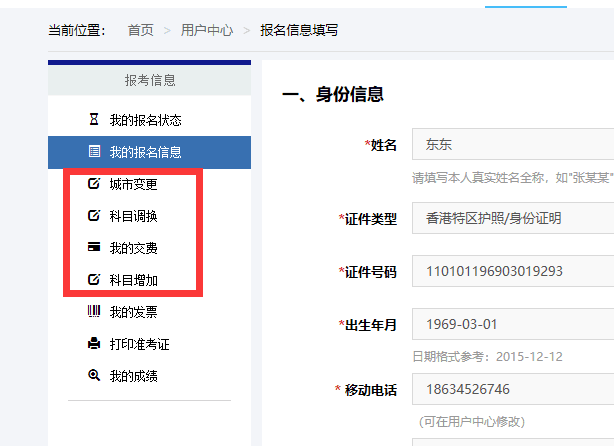 当前位置： 首页 > 用户中心 > 报名信息填写
报考信息
我的报名状态
我的报名信息
城市变更
科目调换
我的交费
科目增加
我的发票
打印准考证
我的成绩
一、身份信息
*姓名 东东
请填写本人真实姓名全称，如"张某某"
*证件类型 香港特区护照/身份证明
*证件号码 110101196903019293
*出生年月 1969-03-01
日期格式参考：2015-12-12
* 移动电话 18634526746
(可在用户中心修改)